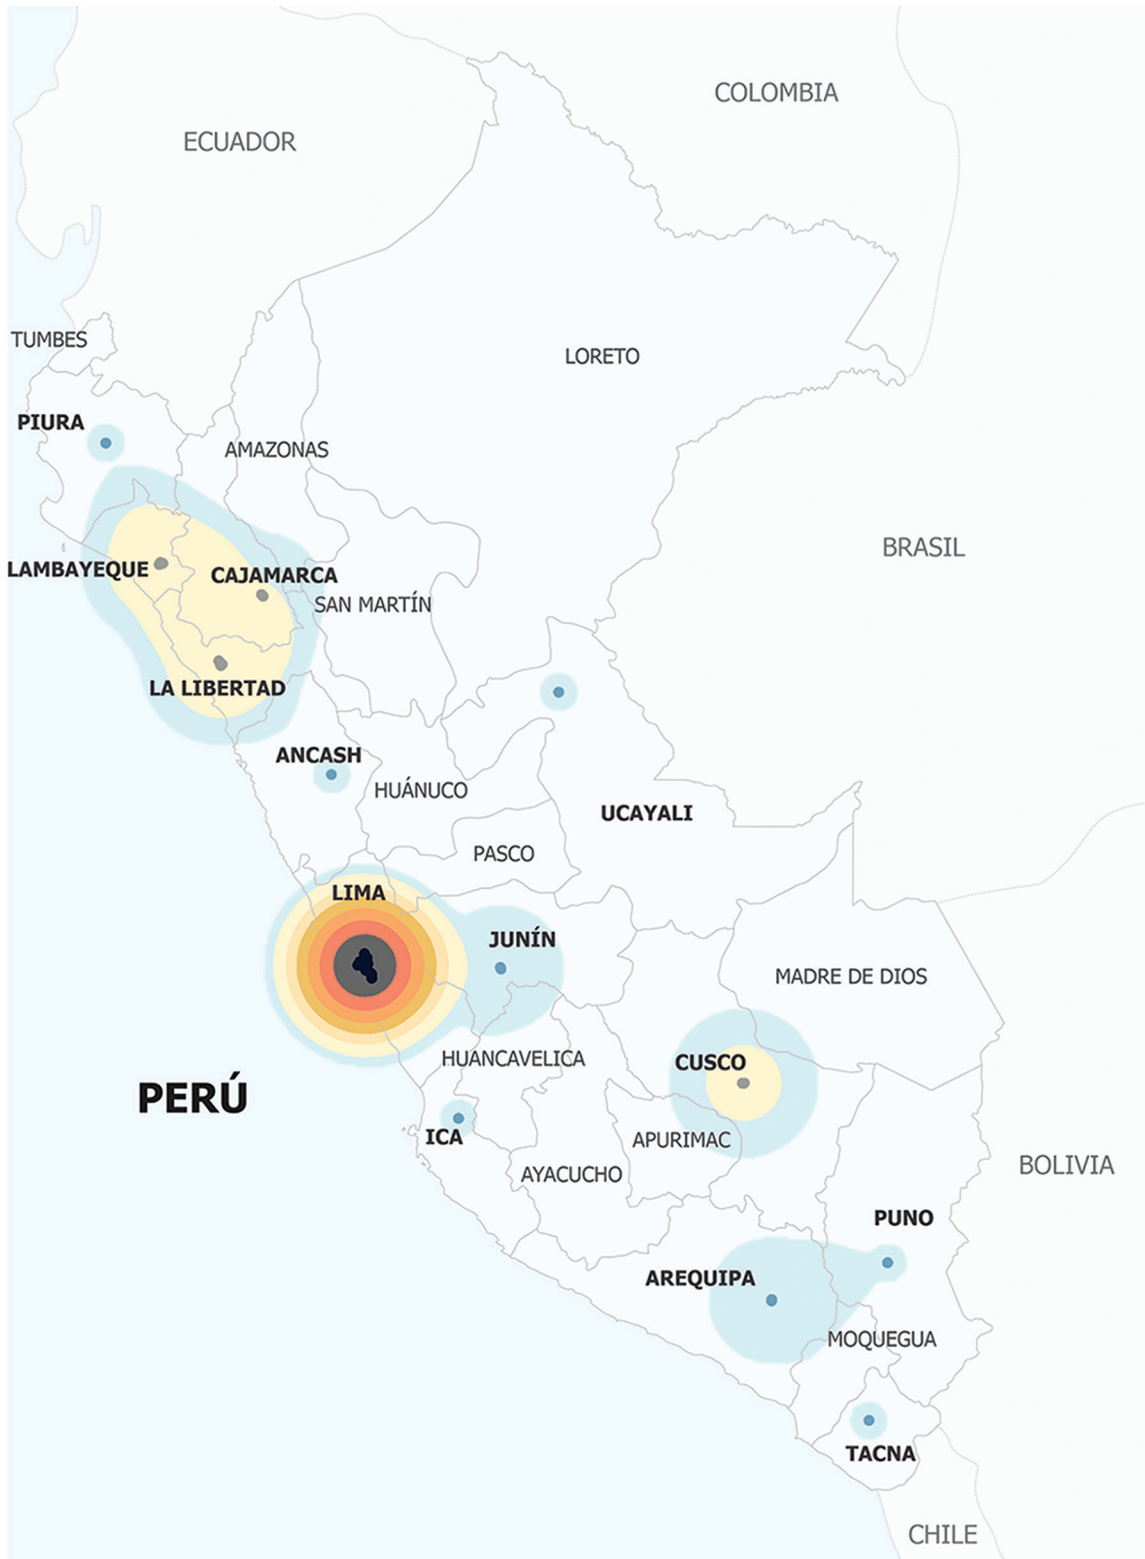 COLOMBIA
ECUADOR
TUMBES
LORETO
PIURA
AMAZONAS
BRASIL
LAMBAYEQUE
CAJAMARCA
SAN MARTÍN
LA LIBERTAD
ANCASH
HUÁNUCO
UCAYALI
PASCO
LIMA
JUNÍN
MADRE DE DIOS
HUANCAVELICA
CUSCO
PERÚ
ICA
APURIMAC
AYACUCHO
BOLIVIA
PUNO
AREQUIPA
MOQUEGUA
TACNA
CHILE